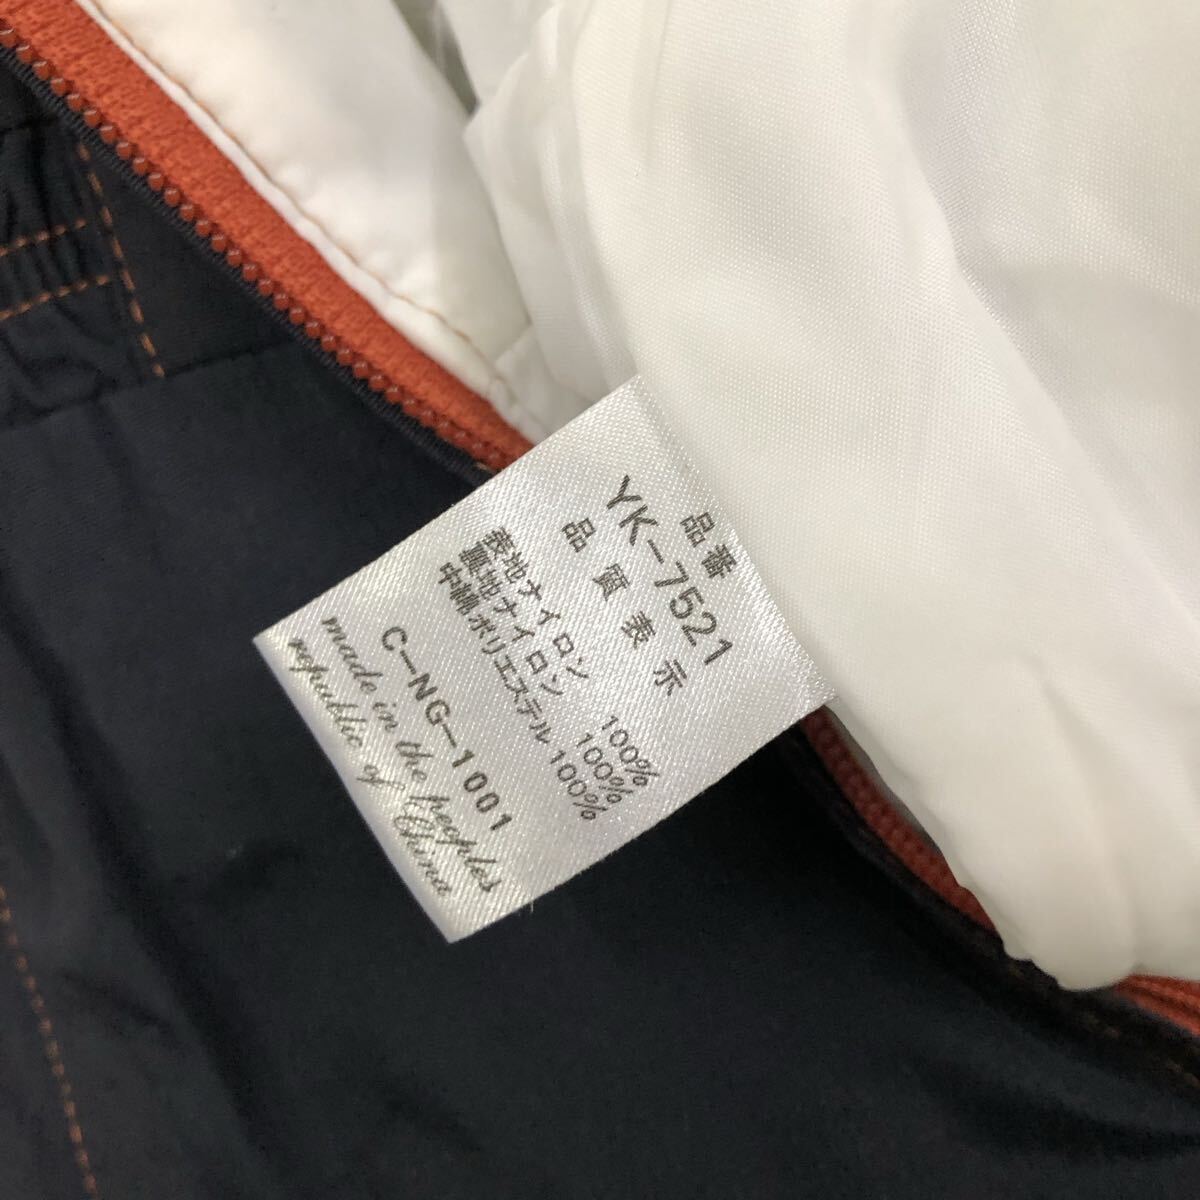 品番
YK-7521
品質表示
表地ナイロン 100%
裏地ナイロン 100%
中綿ポリエステル 100%
C-NG-1001
made in the peoples
republic of China